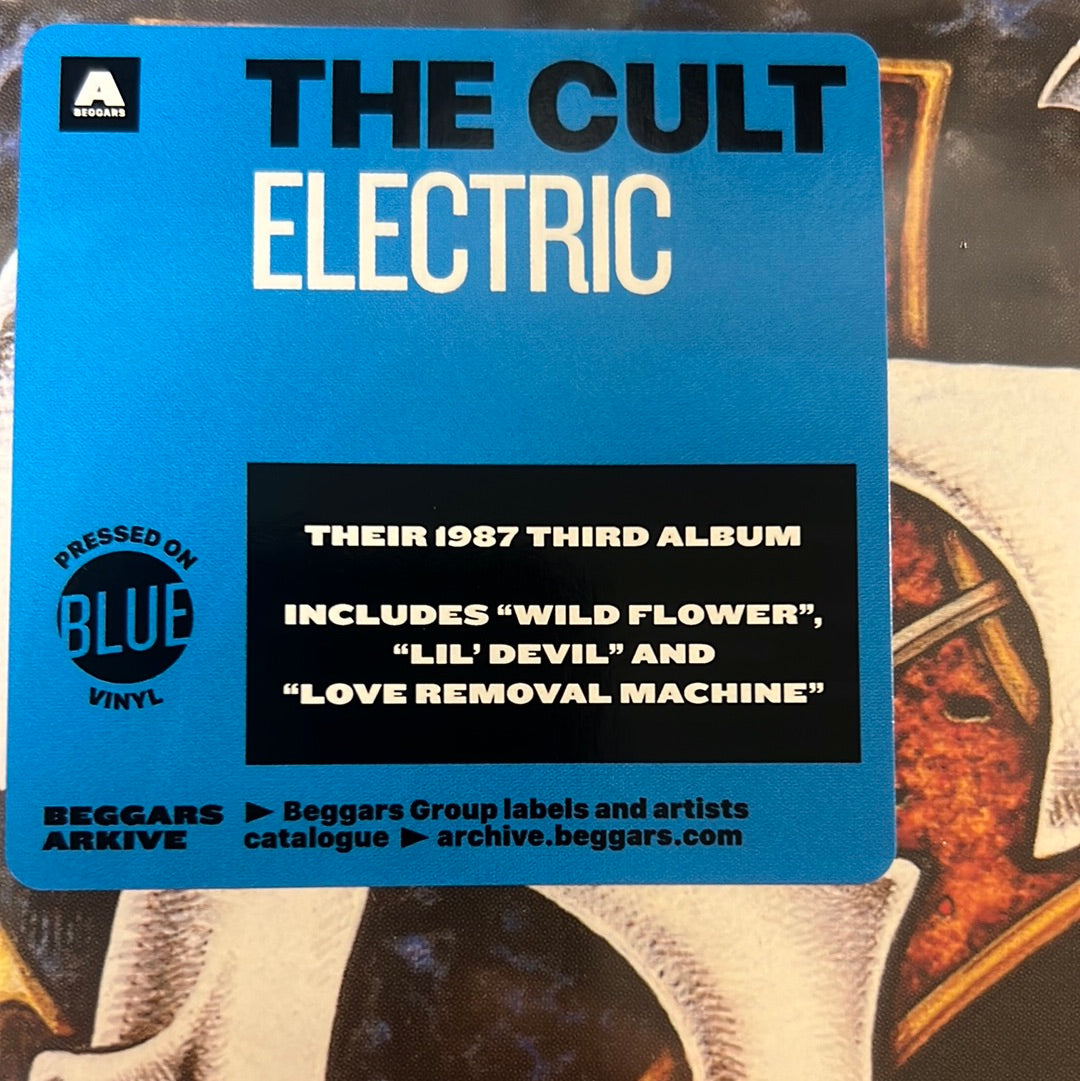 A
BEGGARS
THE CULT
ELECTRIC
THEIR 1987 THIRD ALBUM
INCLUDES “WILD FLOWER”,
“LIL’ DEVIL” AND
“LOVE REMOVAL MACHINE”
PRESSED ON
BLUE
VINYL
BEGGARS
ARKIVE
► Beggars Group labels and artists
catalogue ► archive.beggars.com